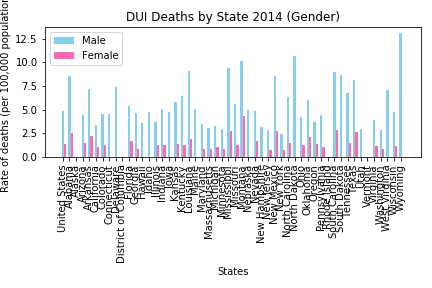 DUI Deaths by State 2014 (Gender)
Male
Female
Rate of deaths (per 100,000 population
12.5
10.0
7.5
5.0
2.5
0.0
United States
Alabama
Alaska
Arizona
Arkansas
California
Colorado
Connecticut
Delaware
District of Columbia
Florida
Georgia
Hawaii
Idaho
Illinois
Indiana
Iowa
Kansas
Kentucky
Louisiana
Maine
Maryland
Massachusetts
Michigan
Minnesota
Mississippi
Missouri
Montana
Nebraska
Nevada
New Hampshire
New Jersey
New Mexico
New York
North Carolina
North Dakota
Ohio
Oklahoma
Oregon
Pennsylvania
Rhode Island
South Carolina
South Dakota
Tennessee
Texas
Utah
Vermont
Virginia
Washington
West Virginia
Wisconsin
Wyoming
States